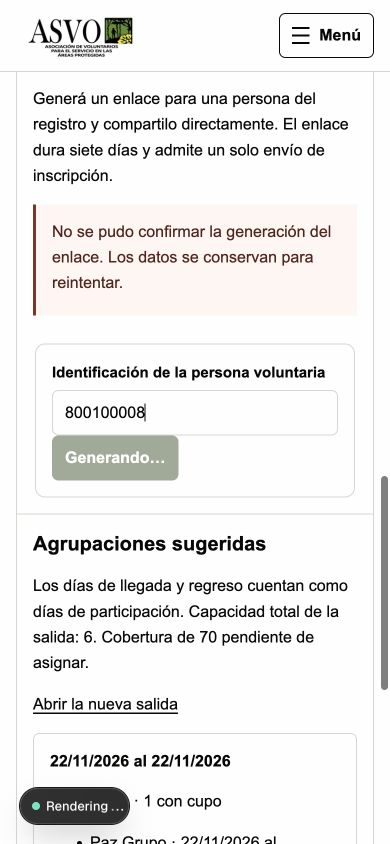 ASVO
ASOCIACIÓN DE VOLUNTARIOS
PARA EL SERVICIO EN LAS
ÁREAS PROTEGIDAS
Menú
Generá un enlace para una persona del
registro y compartilo directamente. El enlace
dura siete días y admite un solo envío de
inscripción.
No se pudo confirmar la generación del
enlace. Los datos se conservan para
reintentar.
Identificación de la persona voluntaria
800100008
Generando…
Agrupaciones sugeridas
Los días de llegada y regreso cuentan como
días de participación. Capacidad total de la
salida: 6. Cobertura de 70 pendiente de
asignar.
Abrir la nueva salida
22/11/2026 al 22/11/2026
· 1 con cupo
Rendering ...
• Paz Grupo · 22/11/2026 al